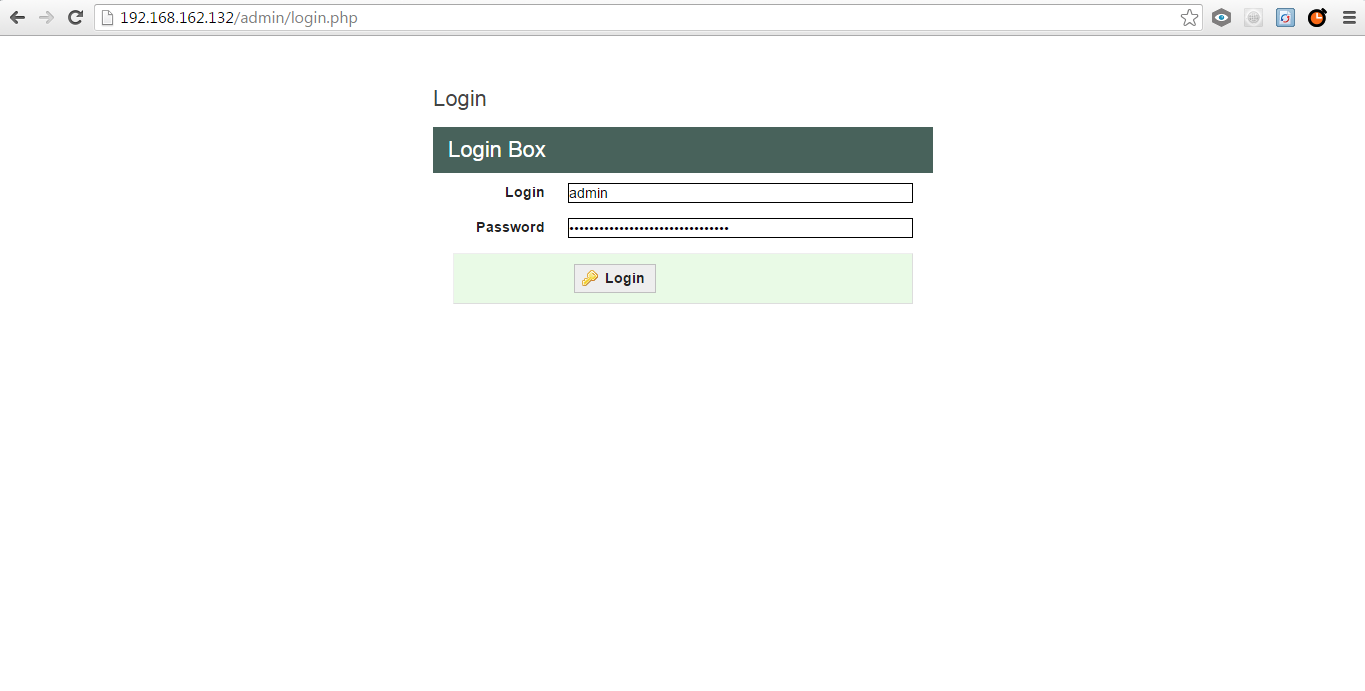 192.168.162.132/admin/login.php
Login
Login Box
Login admin
Password ••••••••••••••••••••••••••••••••
Login